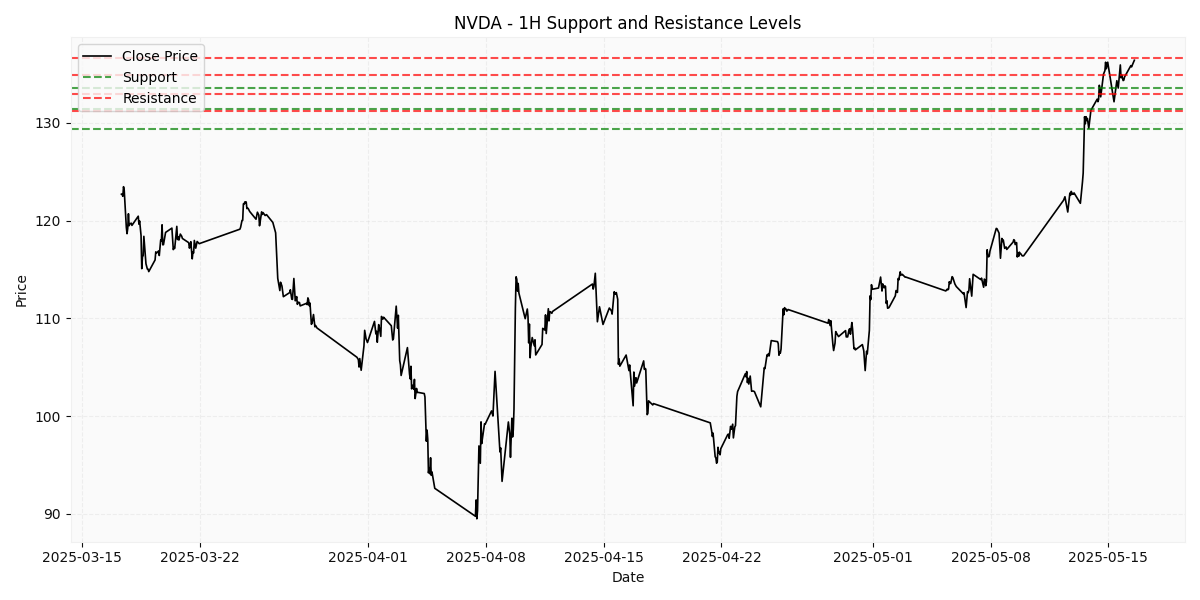 NVDA - 1H Support and Resistance Levels
Close Price
Support
Resistance
130
120
110
100
90
Price
2025-03-15 2025-03-22 2025-04-01 2025-04-08 2025-04-15 2025-04-22 2025-05-01 2025-05-08 2025-05-15
Date